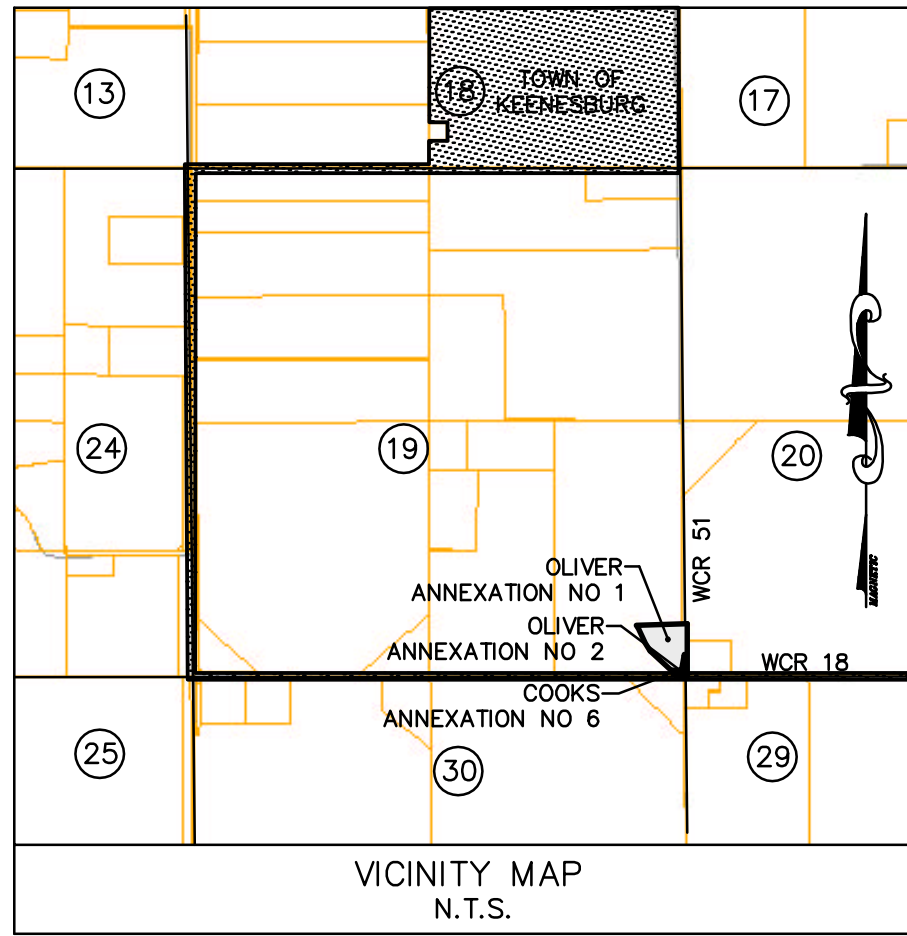 13
18
TOWN OF
KEENESBURG
17
24
19
20
WCR 51
MAGNETIC
OLIVER
ANNEXATION NO 1
OLIVER
ANNEXATION NO 2
WCR 18
COOKS
ANNEXATION NO 6
25
30
29
VICINITY MAP
N.T.S.